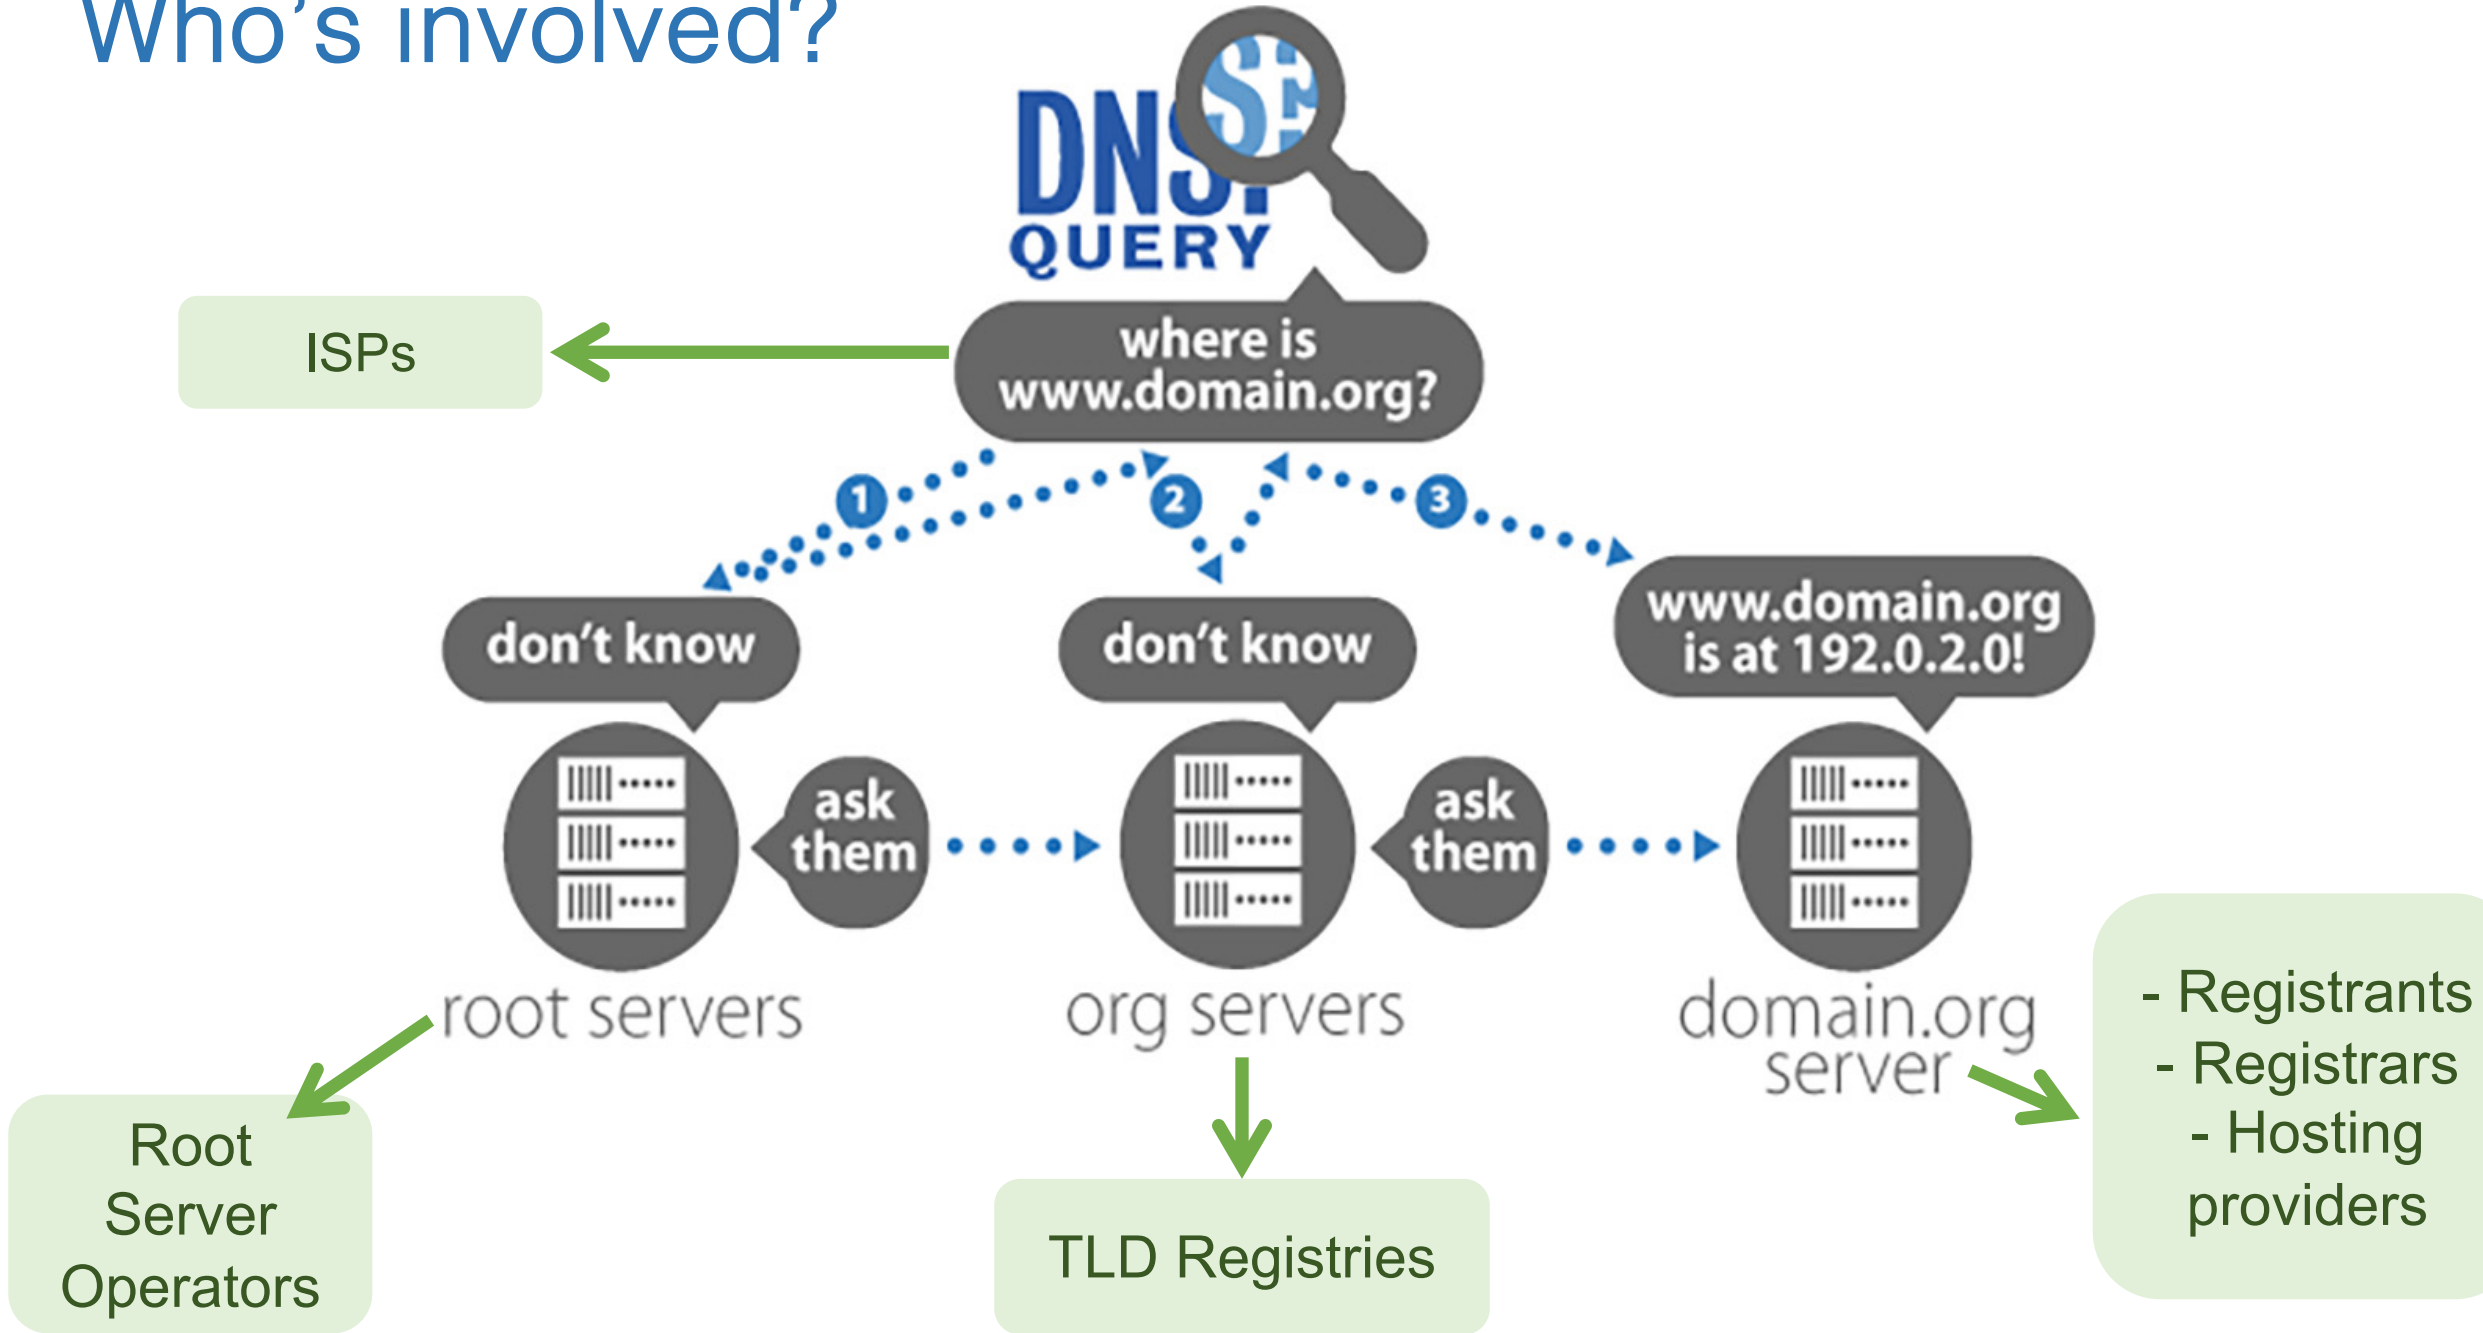 Who's involved?
DNS
QUERY
where is
www.domain.org?
ISPs
1
2
3
don't know
don't know
www.domain.org
is at 192.0.2.0!
ask
them
ask
them
root servers
org servers
domain.org
server
- Registrants
- Registrars
- Hosting
providers
Root
Server
Operators
TLD Registries